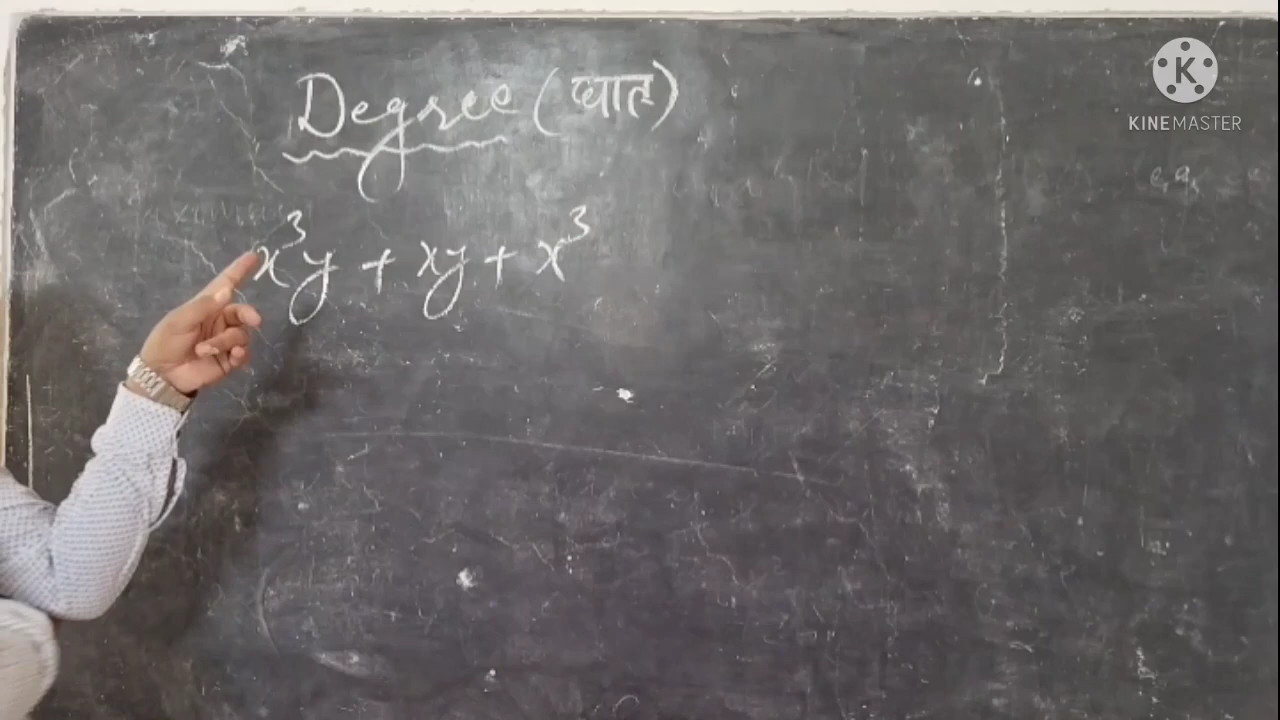 Degree (घात)
x³y + xy + x³
K
KINEMASTER